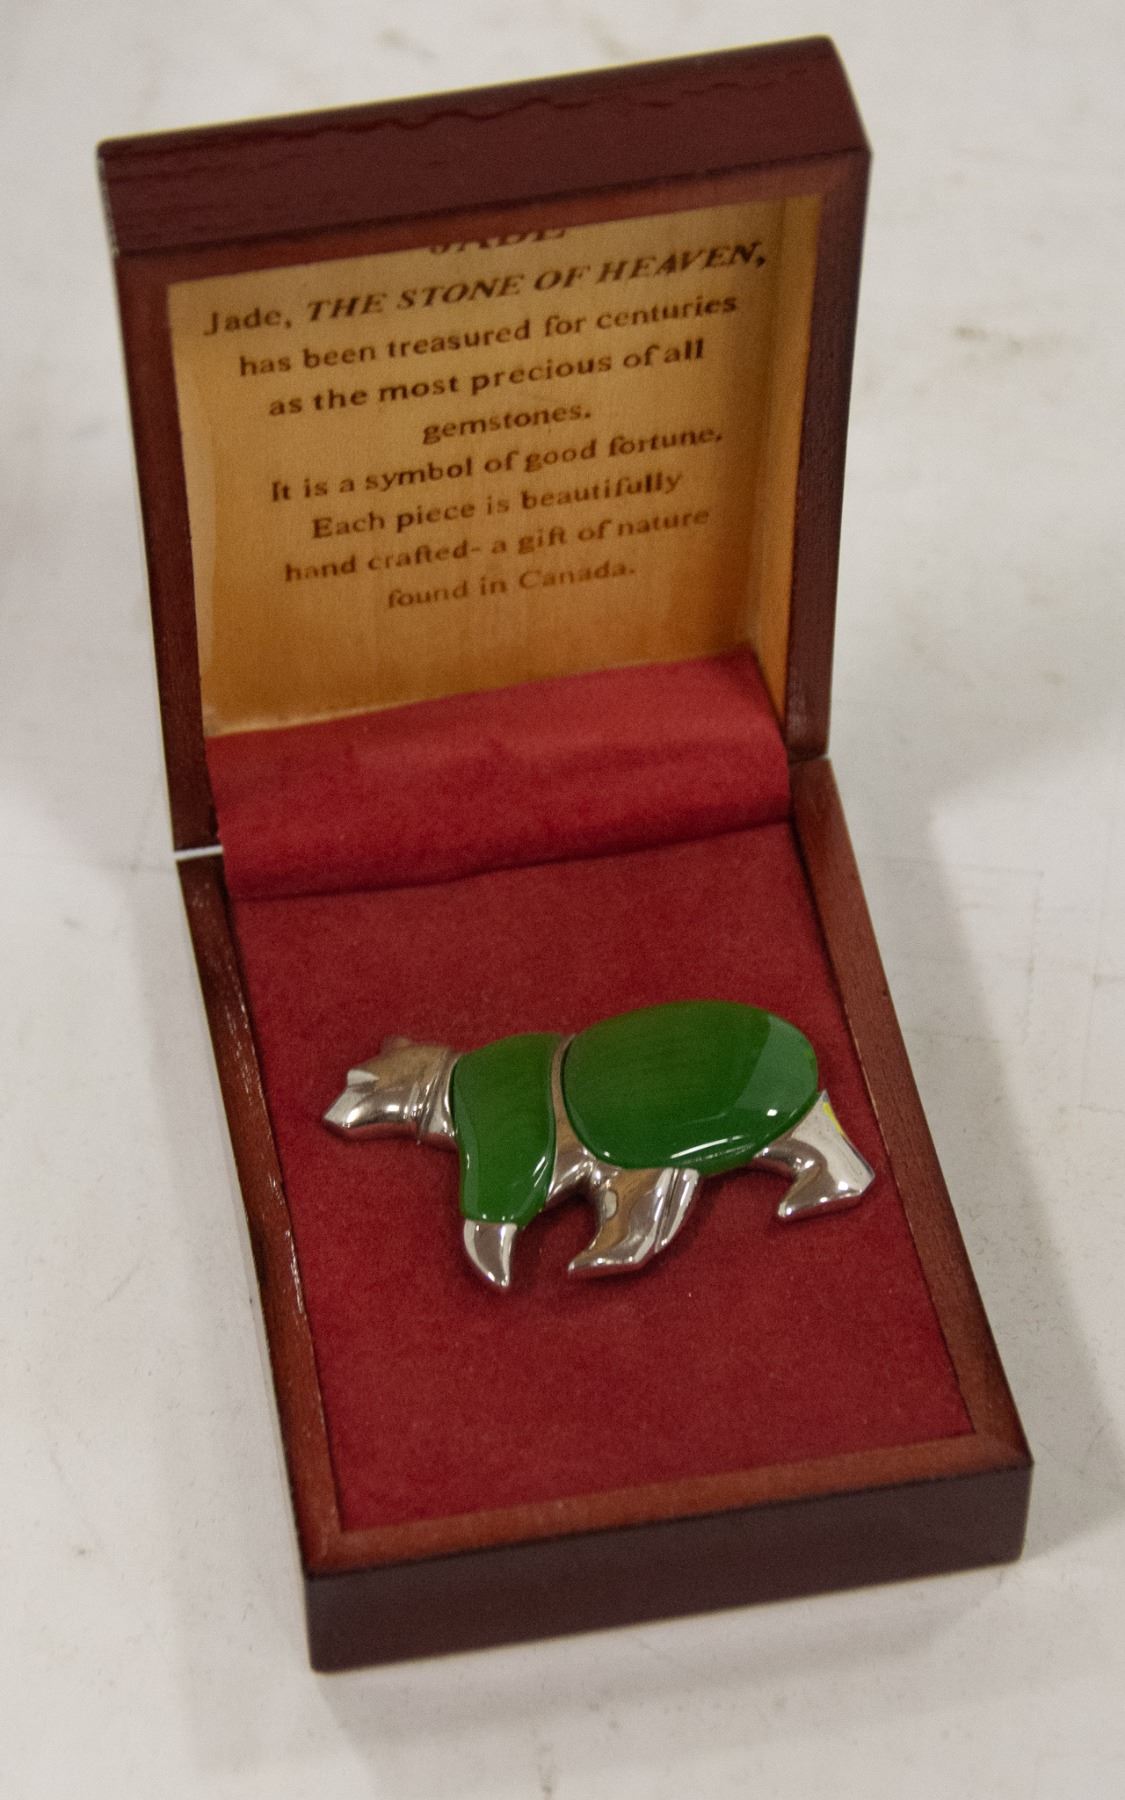 JADE
Jade, THE STONE OF HEAVEN,
has been treasured for centuries
as the most precious of all
gemstones.
It is a symbol of good fortune.
Each piece is beautifully
hand crafted- a gift of nature
found in Canada.